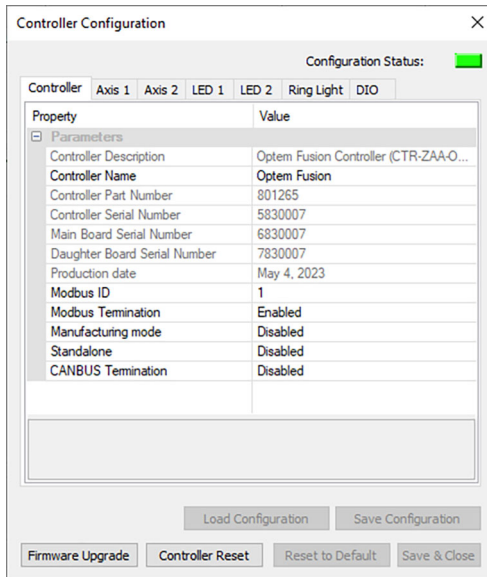 Controller Configuration
Configuration Status:
Controller Axis 1 Axis 2 LED 1 LED 2 Ring Light DIO
Property Value
Parameters
Controller Description Optem Fusion Controller (CTR-ZAA-O...
Controller Name Optem Fusion
Controller Part Number 801265
Controller Serial Number 5830007
Main Board Serial Number 6830007
Daughter Board Serial Number 7830007
Production date May 4, 2023
Modbus ID 1
Modbus Termination Enabled
Manufacturing mode Disabled
Standalone Disabled
CANBUS Termination Disabled
Load Configuration Save Configuration
Firmware Upgrade Controller Reset Reset to Default Save & Close